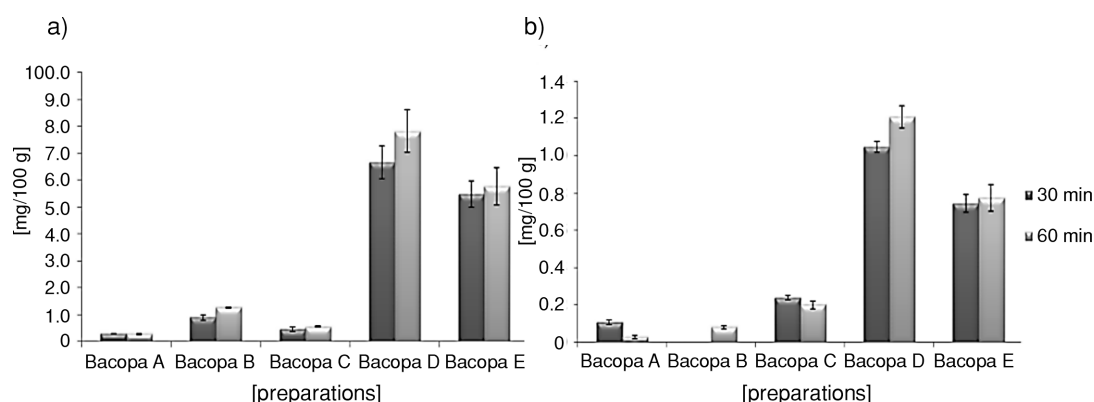 a)
100.0
9.0
8.0
7.0
6.0
5.0
4.0
3.0
2.0
1.0
0
[mg/100 g]
Bacopa A Bacopa B Bacopa C Bacopa D Bacopa E
[preparations]
b)
1.4
1.2
1.0
0.8
0.6
0.4
0.2
0
[mg/100 g]
Bacopa A Bacopa B Bacopa C Bacopa D Bacopa E
[preparations]
30 min
60 min